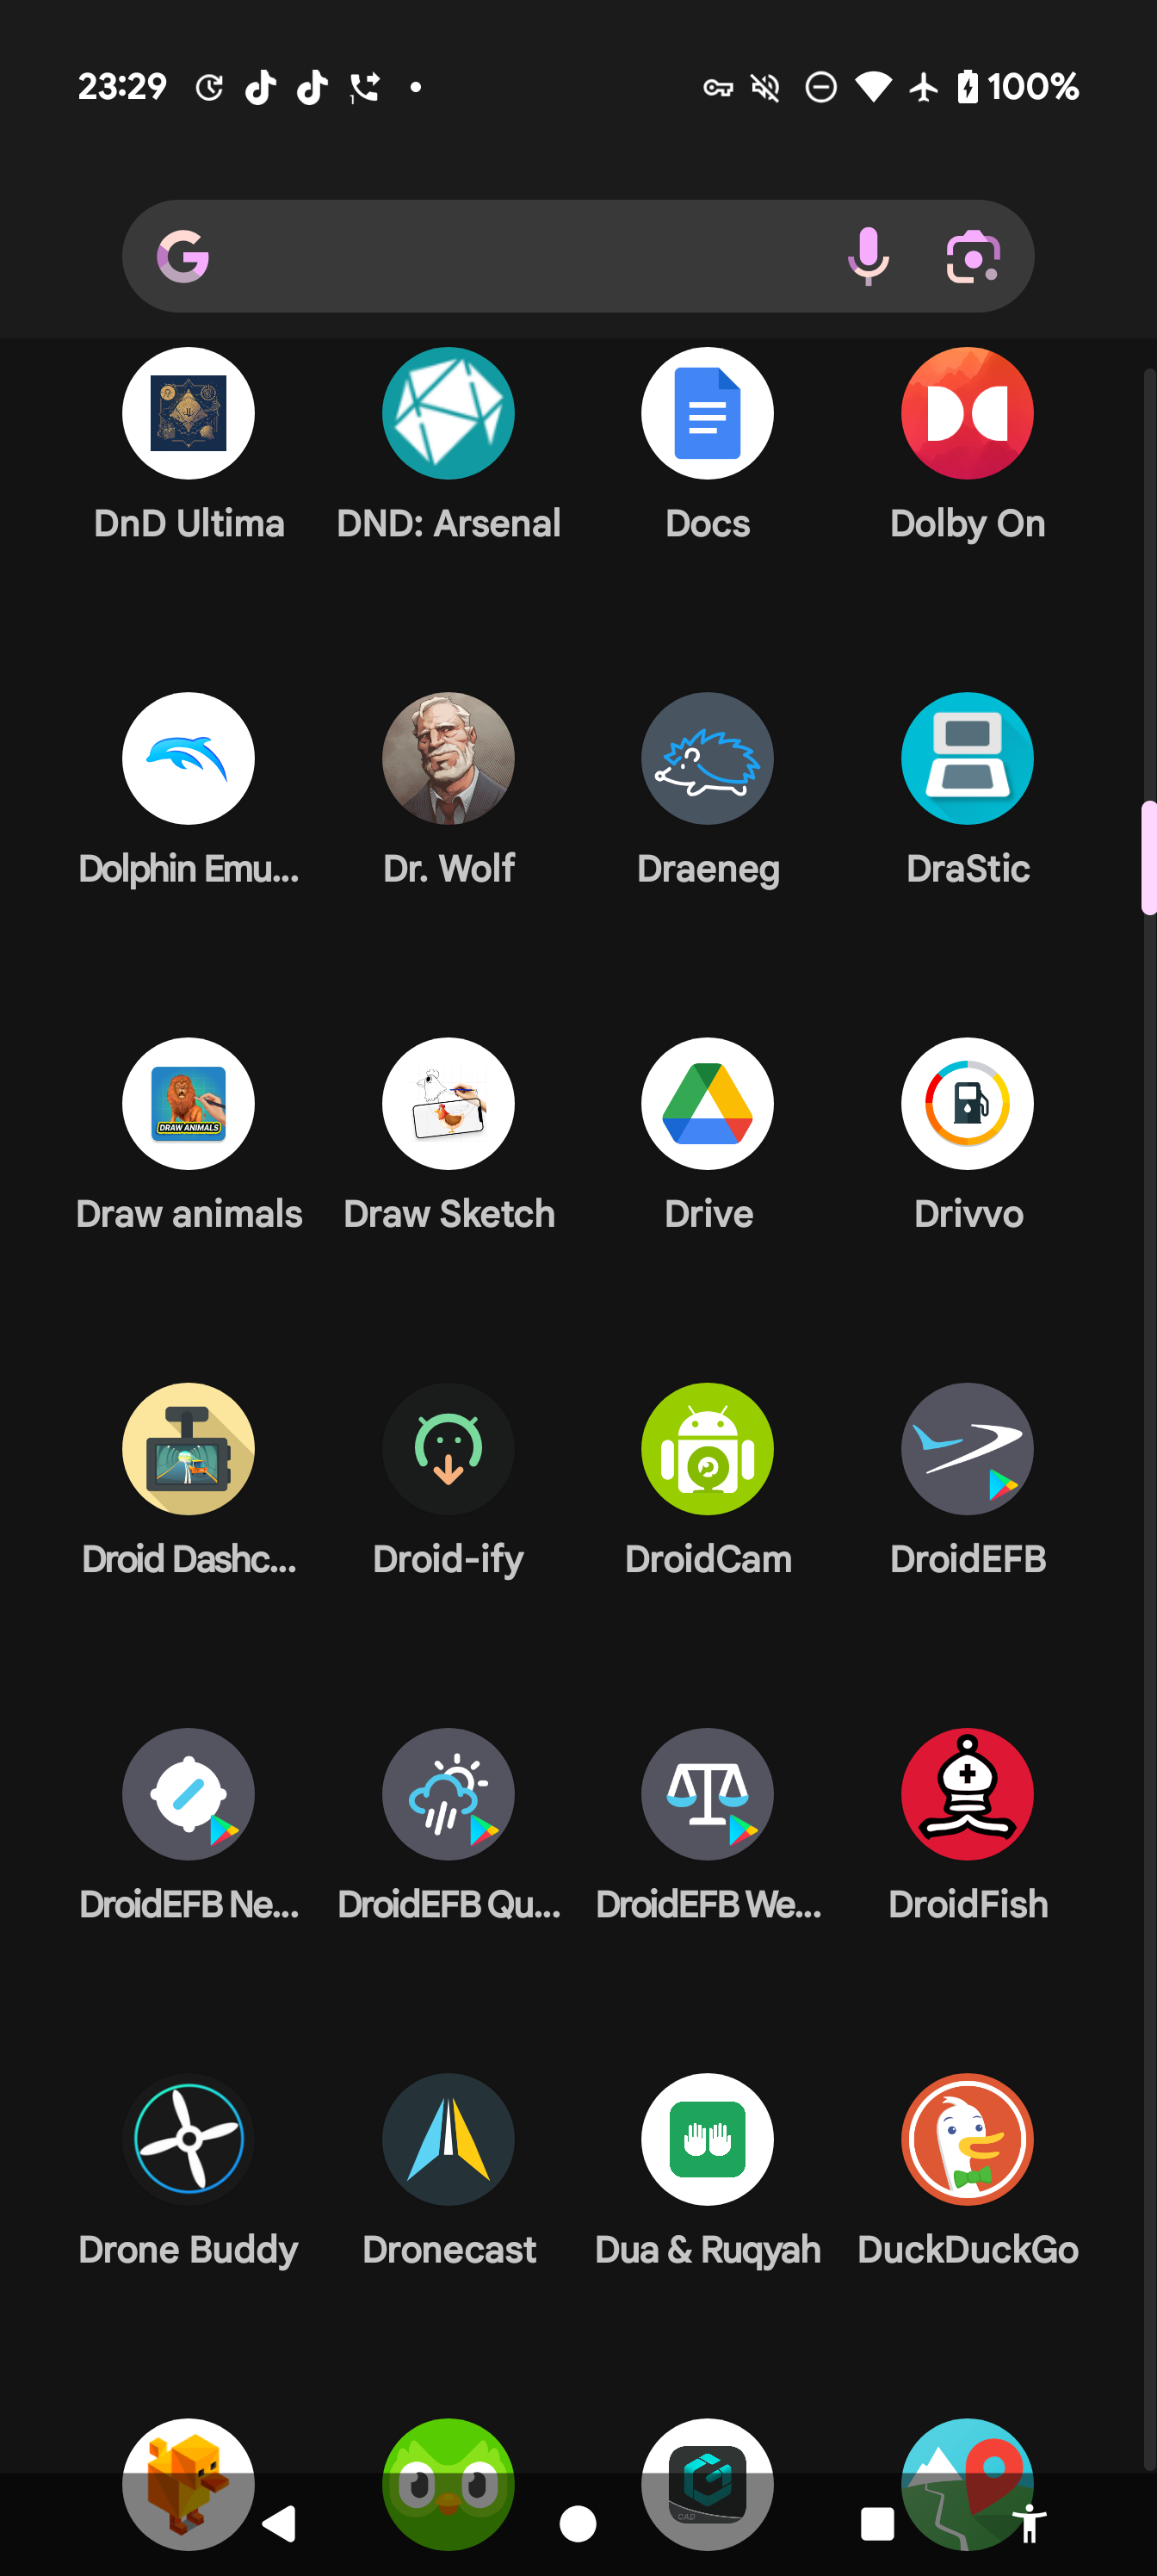 23:29 1 100%
DnD Ultima DND: Arsenal Docs Dolby On
Dolphin Emu... Dr. Wolf Draeneg DraStic
DRAW ANIMALS
Draw animals Draw Sketch Drive Drivvo
Droid Dashc... Droid-ify DroidCam DroidEFB
DroidEFB Ne... DroidEFB Qu... DroidEFB We... DroidFish
Drone Buddy Dronecast Dua & Ruqyah DuckDuckGo
CAD